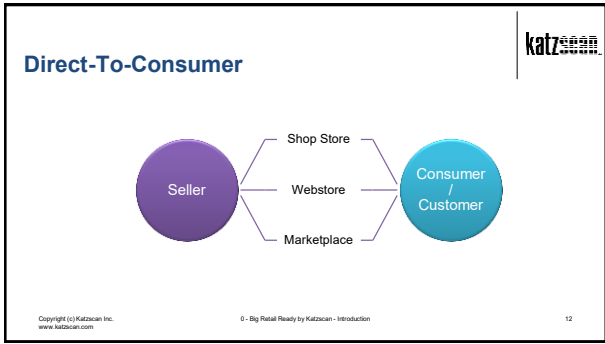 katzscan
Direct-To-Consumer
Shop Store
Seller
Webstore
Consumer
/
Customer
Marketplace
Copyright (c) Katzscan Inc.
www.katzscan.com
0 - Big Retail Ready by Katzscan - Introduction
12